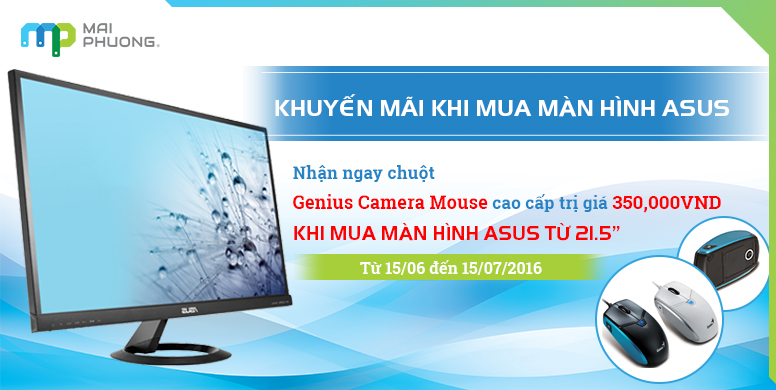 MAI
PHUONG
KHUYẾN MÃI KHI MUA MÀN HÌNH ASUS
Nhận ngay chuột
Genius Camera Mouse cao cấp trị giá 350,000VND
KHI MUA MÀN HÌNH ASUS TỪ 21.5”
Từ 15/06 đến 15/07/2016
ASUS